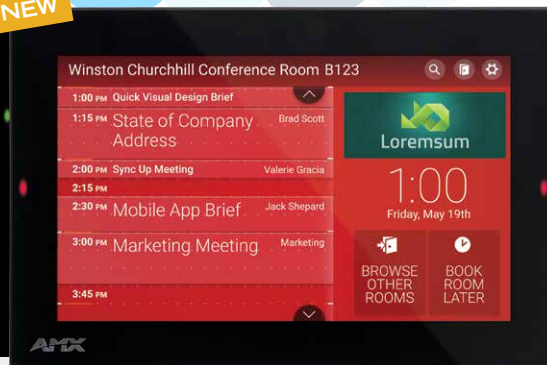 NEW
Winston Churchhill Conference Room B123
1:00 PM Quick Visual Design Brief
1:15 PM State of Company Address Brad Scott
2:00 PM Sync Up Meeting Valerie Gracia
2:15 PM
2:30 PM Mobile App Brief Jack Shepard
3:00 PM Marketing Meeting Marketing
3:45 PM
Loremsum
1:00
Friday, May 19th
BROWSE
OTHER
ROOMS
BOOK
ROOM
LATER
AMX